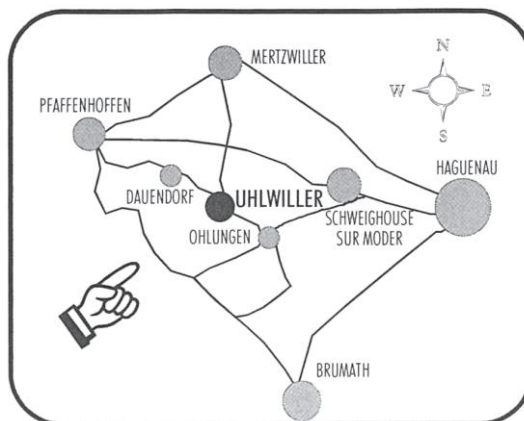 MERTZWILLER
N
W E
S
PFAFFENHOFFEN
HAGUENAU
DAUENDORF
UHLWILLER
OHLUNGEN
SCHWEIGHOUSE
SUR MODER
BRUMATH